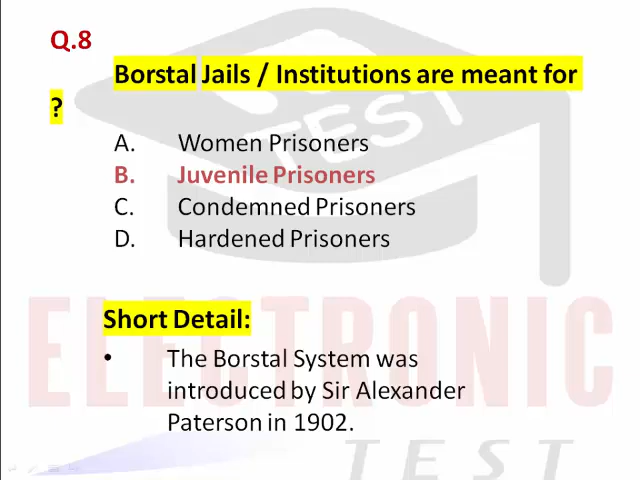 Q.8
Borstal Jails / Institutions are meant for
?
A. Women Prisoners
B. Juvenile Prisoners
C. Condemned Prisoners
D. Hardened Prisoners
Short Detail:
• The Borstal System was
introduced by Sir Alexander
Paterson in 1902.
TEST
ELECTRONIC
TEST